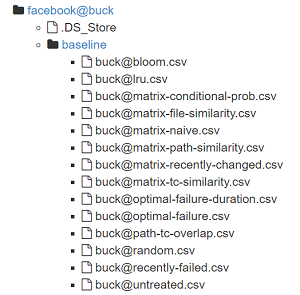 facebook@buck
.DS_Store
baseline
buck@bloom.csv
buck@lru.csv
buck@matrix-conditional-prob.csv
buck@matrix-file-similarity.csv
buck@matrix-naive.csv
buck@matrix-path-similarity.csv
buck@matrix-recently-changed.csv
buck@matrix-tc-similarity.csv
buck@optimal-failure-duration.csv
buck@optimal-failure.csv
buck@path-tc-overlap.csv
buck@random.csv
buck@recently-failed.csv
buck@untreated.csv